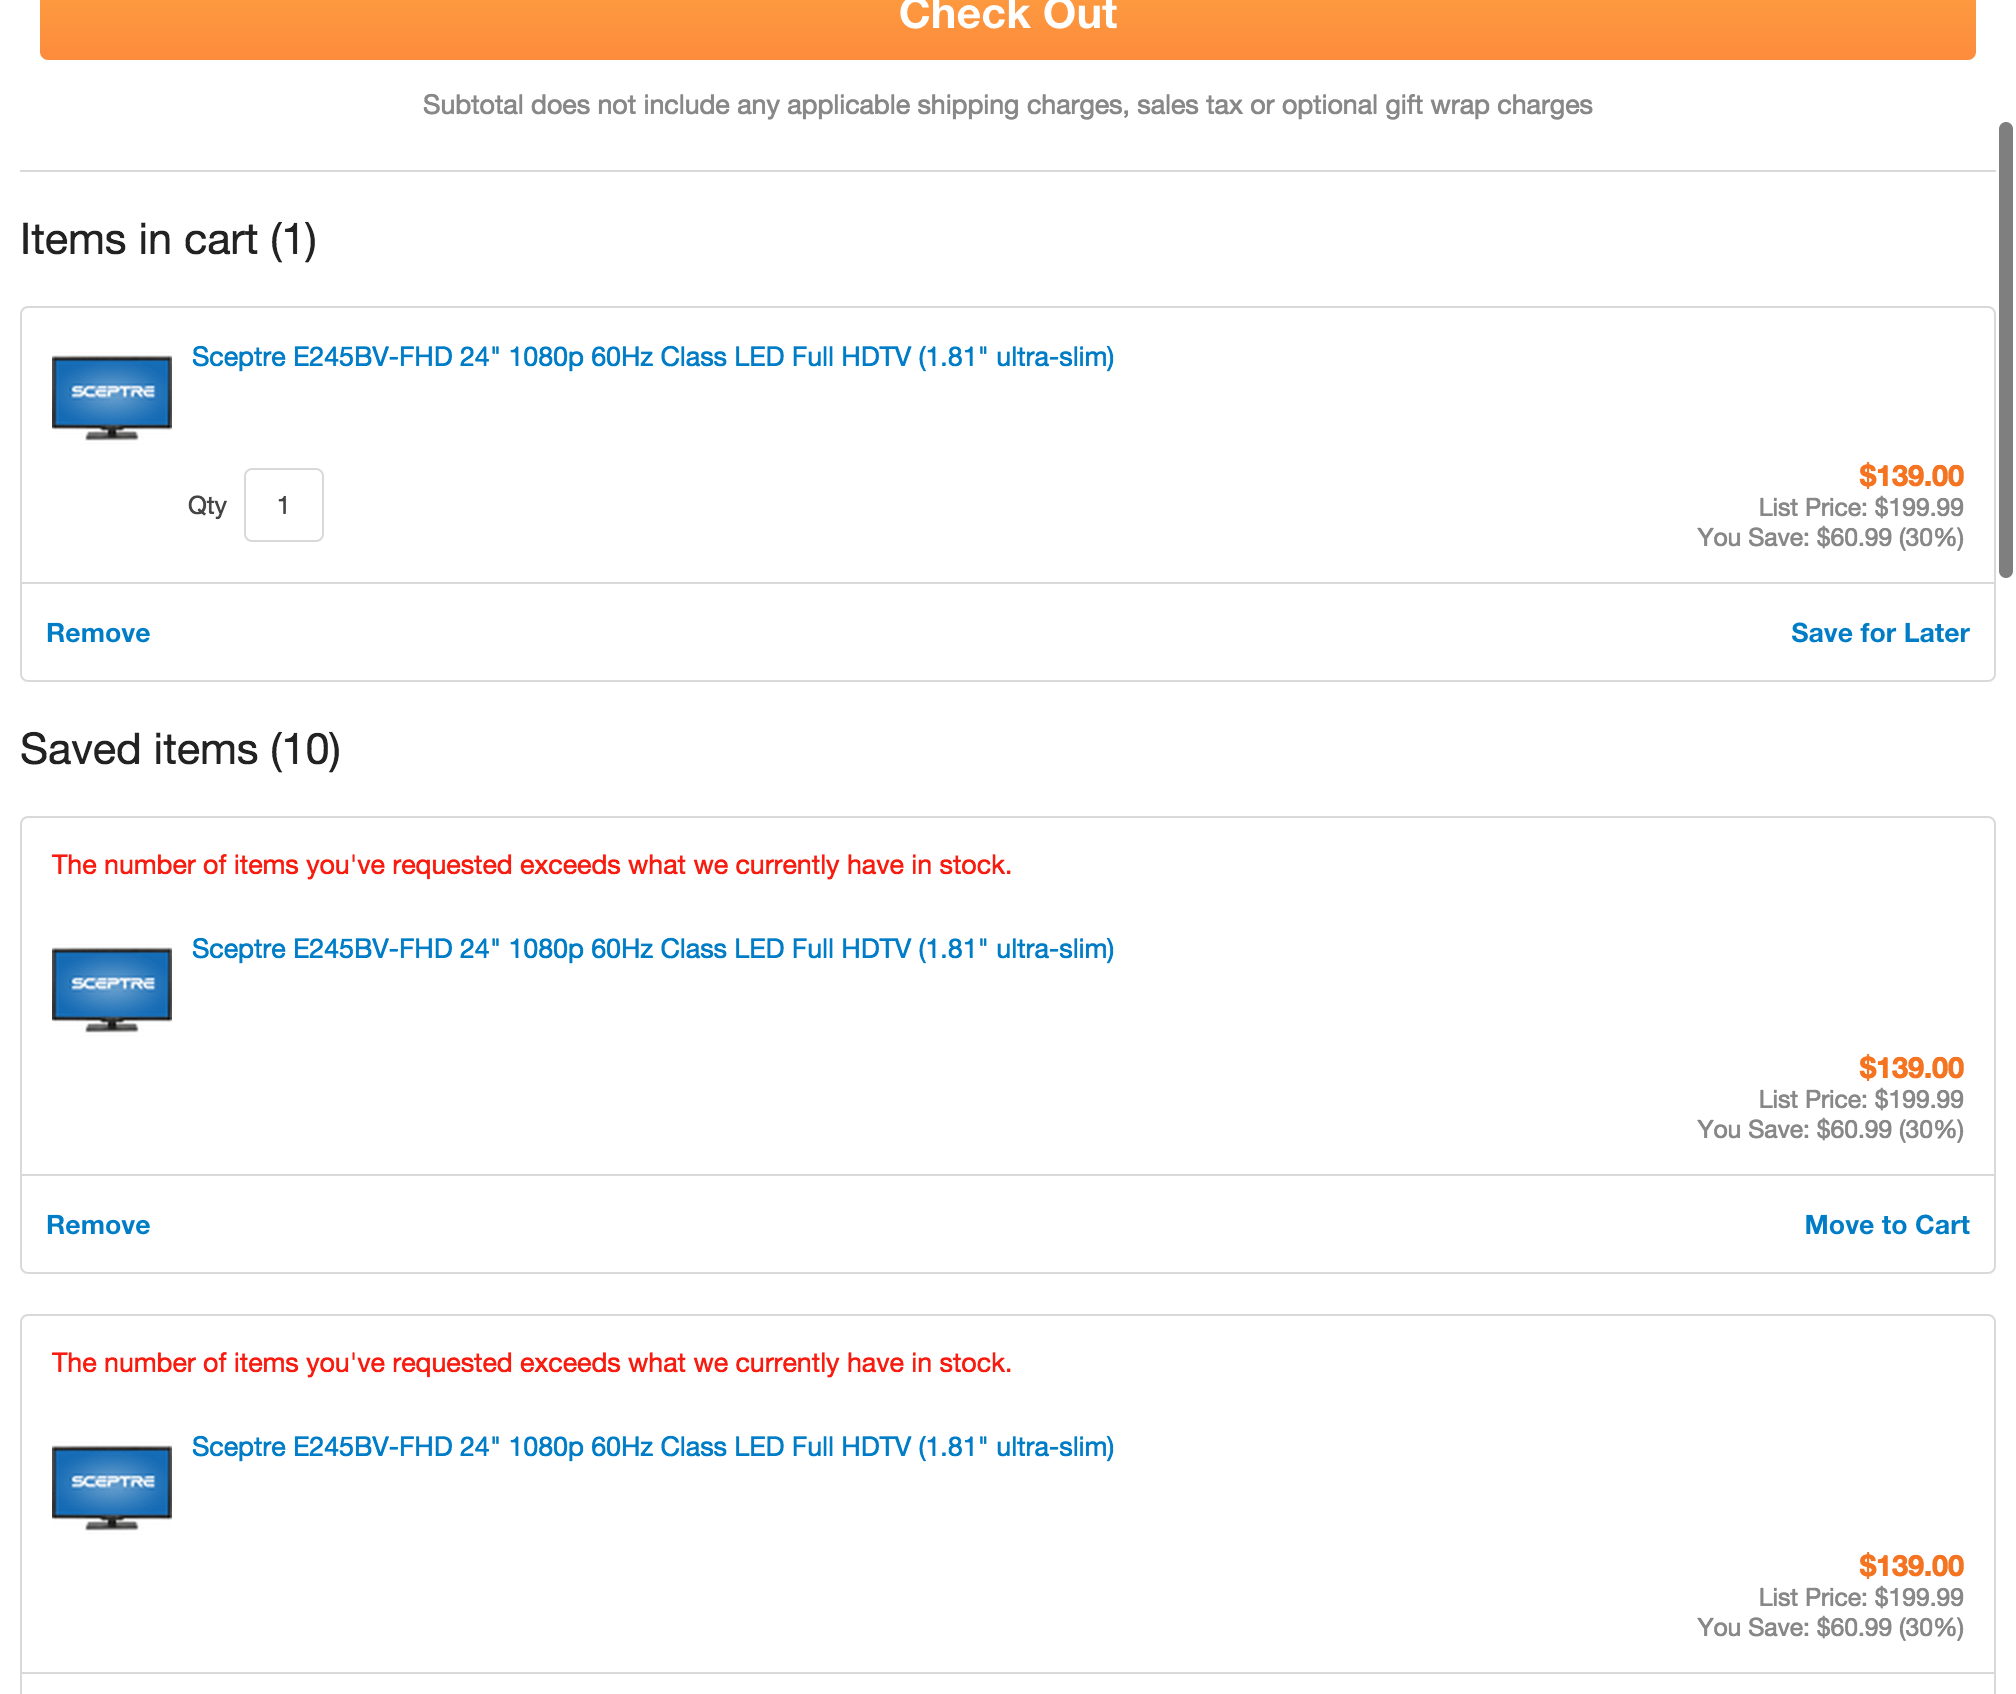 Check Out
Subtotal does not include any applicable shipping charges, sales tax or optional gift wrap charges
Items in cart (1)
Sceptre E245BV-FHD 24" 1080p 60Hz Class LED Full HDTV (1.81" ultra-slim)
SCEPTRE
Qty 1
$139.00
List Price: $199.99
You Save: $60.99 (30%)
Remove
Save for Later
Saved items (10)
The number of items you've requested exceeds what we currently have in stock.
Sceptre E245BV-FHD 24" 1080p 60Hz Class LED Full HDTV (1.81" ultra-slim)
SCEPTRE
$139.00
List Price: $199.99
You Save: $60.99 (30%)
Remove
Move to Cart
The number of items you've requested exceeds what we currently have in stock.
Sceptre E245BV-FHD 24" 1080p 60Hz Class LED Full HDTV (1.81" ultra-slim)
SCEPTRE
$139.00
List Price: $199.99
You Save: $60.99 (30%)